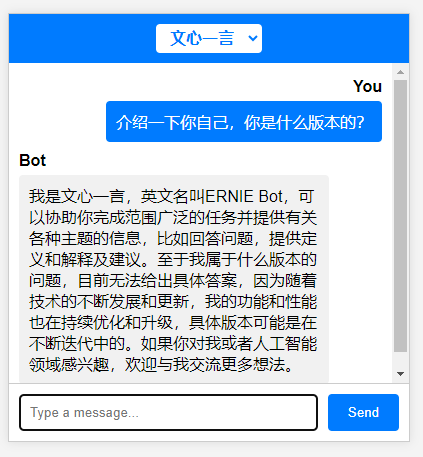 文心一言
You
介绍一下你自己，你是什么版本的？
Bot
我是文心一言，英文名叫ERNIE Bot，可
以协助你完成范围广泛的任务并提供有关
各种主题的信息，比如回答问题，提供定
义和解释及建议。至于我属于什么版本的
问题，目前无法给出具体答案，因为随着
技术的不断发展和更新，我的功能和性能
也在持续优化和升级，具体版本可能是在
不断迭代中的。如果你对我或者人工智能
领域感兴趣，欢迎与我交流更多想法。
Type a message...
Send